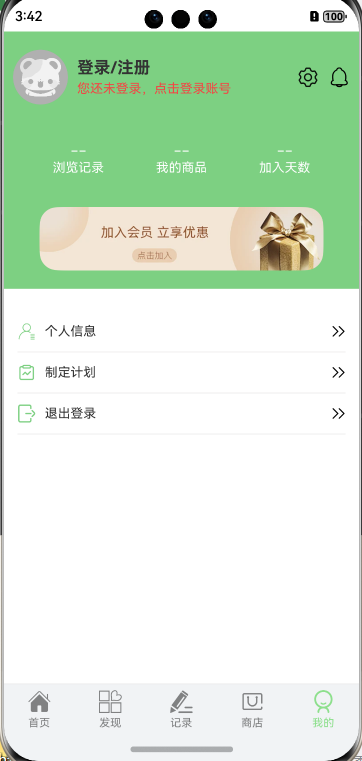 3:42
100
登录/注册
您还未登录，点击登录账号
-- -- --
浏览记录 我的商品 加入天数
加入会员 立享优惠
点击加入
个人信息
制定计划
退出登录
首页 发现 记录 商店 我的